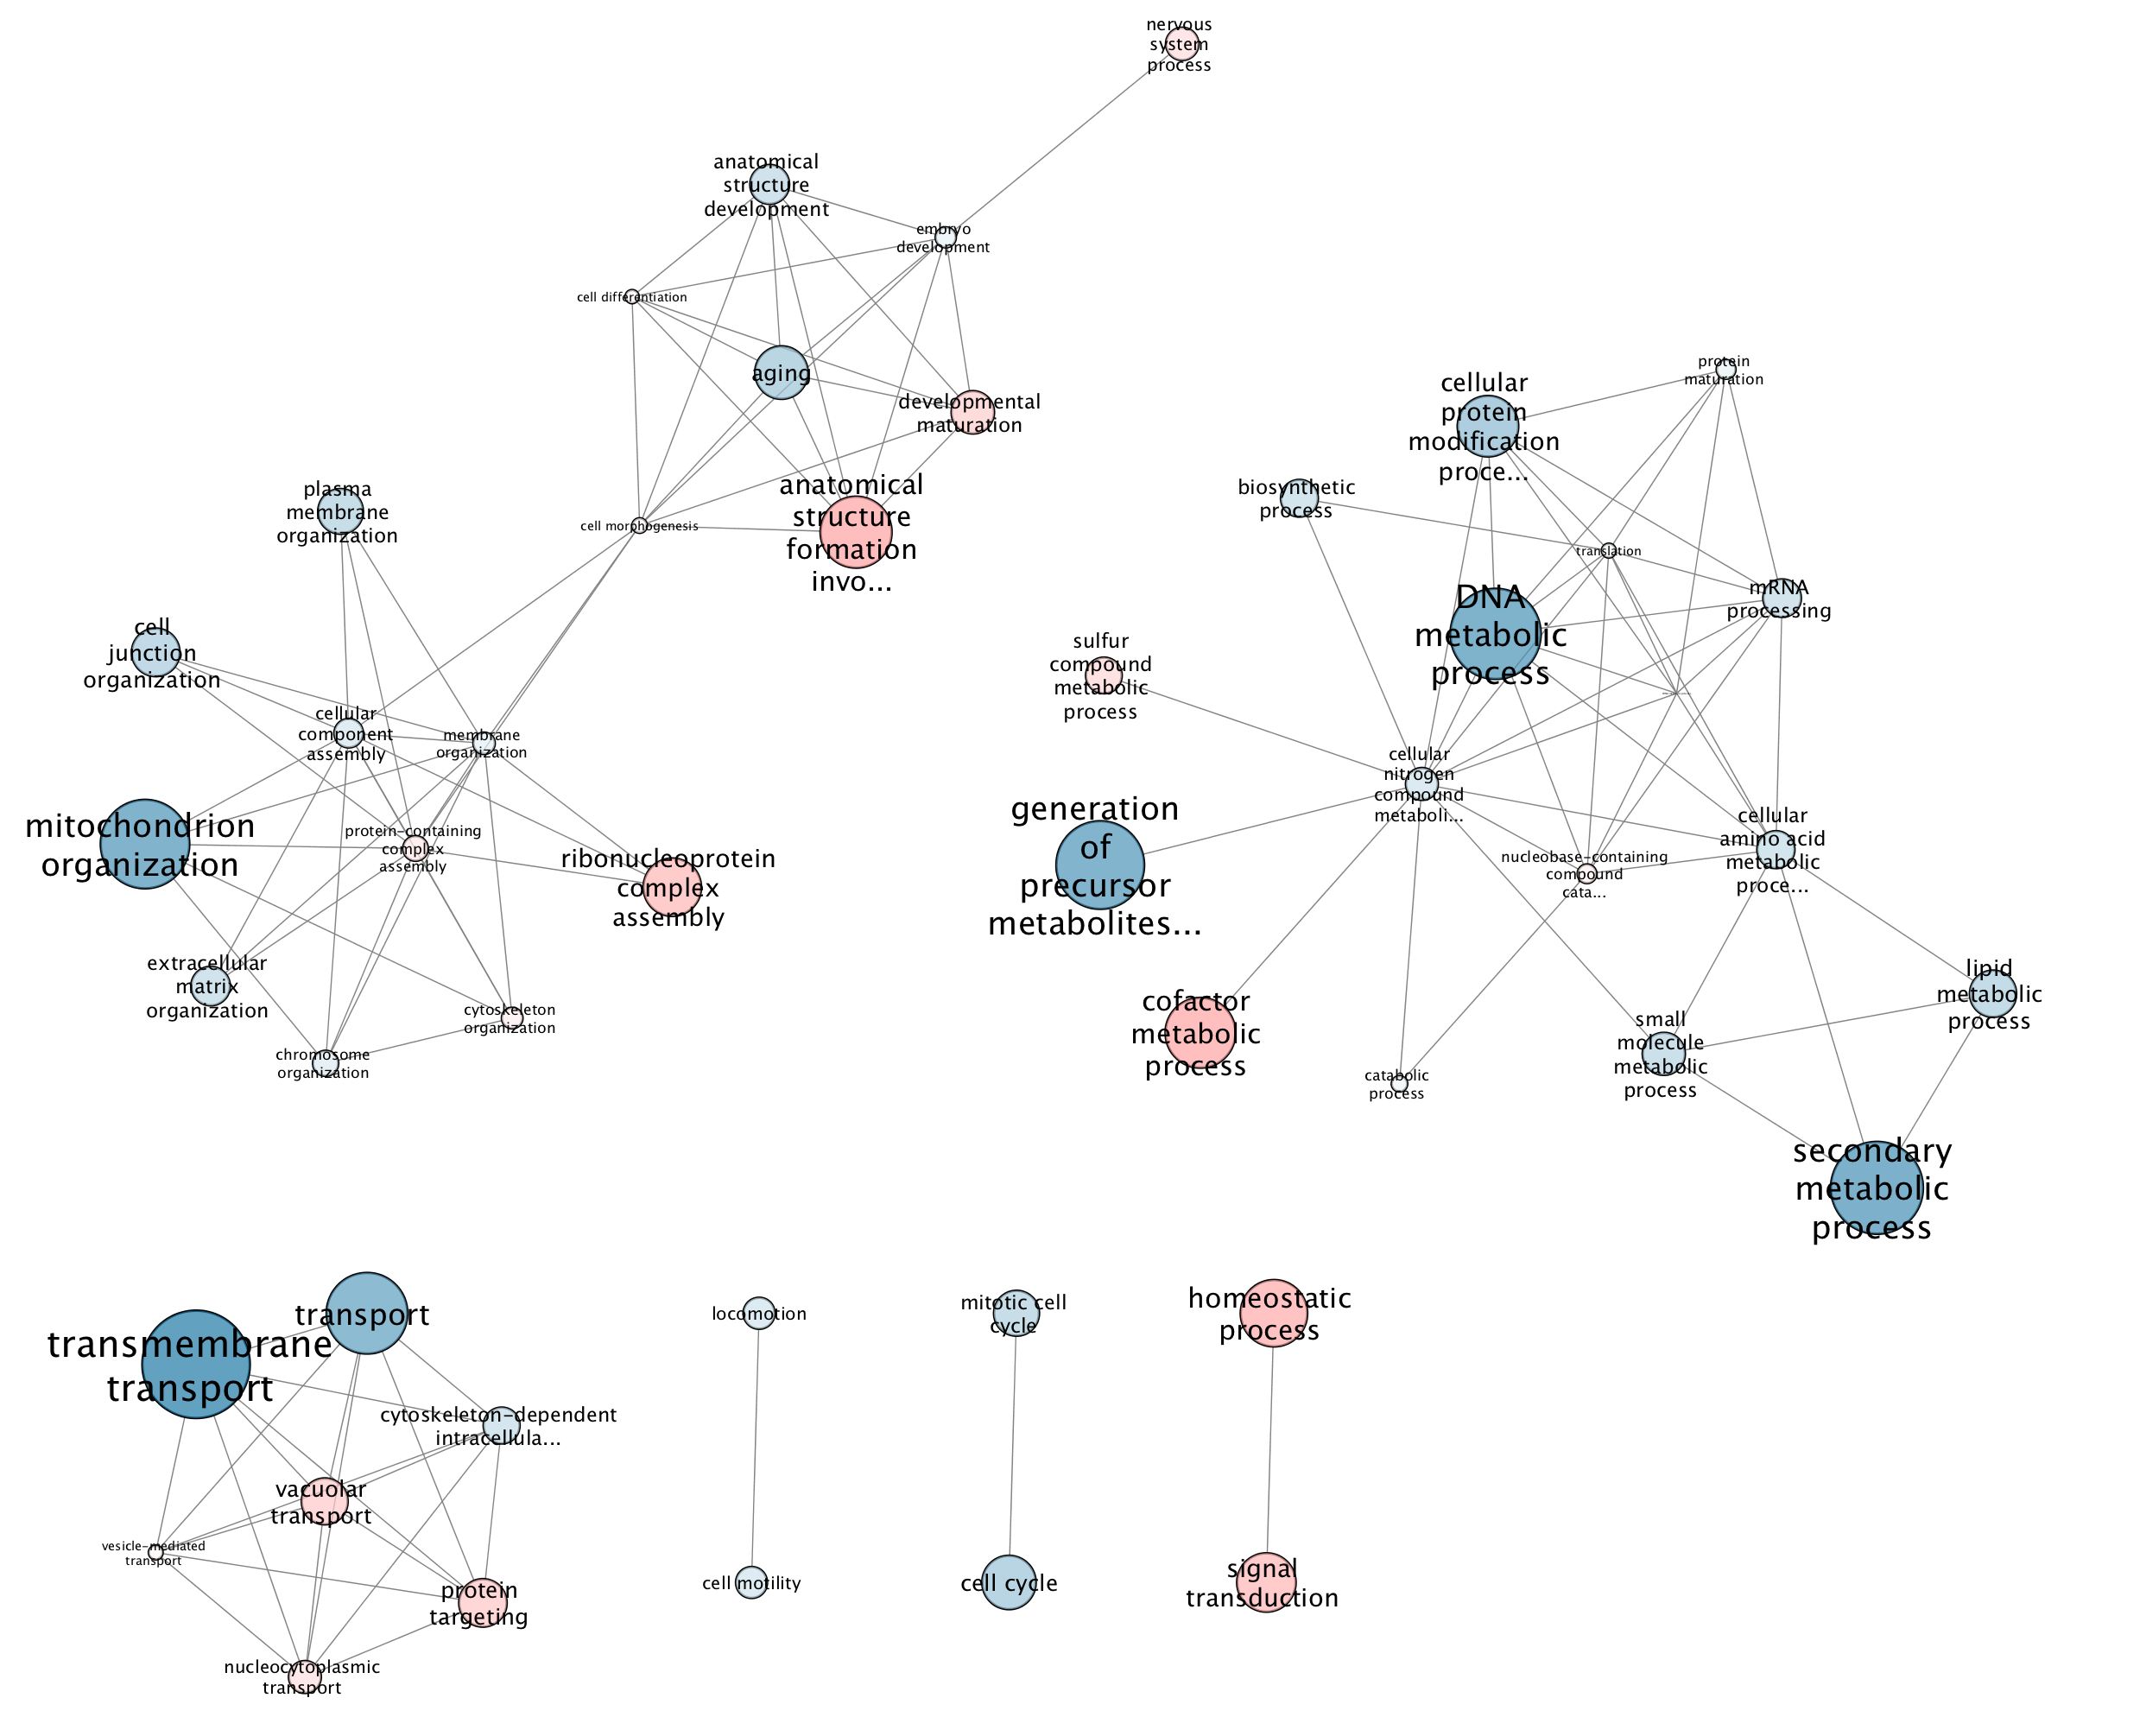 nervous
system
process
anatomical
structure
development
embryo
development
cell differentiation
aging
developmental
maturation
anatomical
structure
formation
invo...
cell morphogenesis
plasma
membrane
organization
cell
junction
organization
cellular
component
assembly
membrane
organization
mitochondrion
organization
protein-containing
complex
assembly
ribonucleoprotein
complex
assembly
extracellular
matrix
organization
cytoskeleton
organization
chromosome
organization
protein
maturation
cellular
protein
modification
proce...
biosynthetic
process
translation
mRNA
processing
DNA
metabolic
process
sulfur
compound
metabolic
process
cellular
nitrogen
compound
metaboli...
generation
of
precursor
metabolites...
nucleobase-containing
compound
cata...
cellular
amino acid
metabolic
proce...
cofactor
metabolic
process
catabolic
process
small
molecule
metabolic
process
lipid
metabolic
process
secondary
metabolic
process
transport
transmembrane
transport
cytoskeleton-dependent
intracellula...
vacuolar
transport
vesicle-mediated
transport
protein
targeting
nucleocytoplasmic
transport
locomotion
cell motility
mitotic cell
cycle
cell cycle
homeostatic
process
signal
transduction